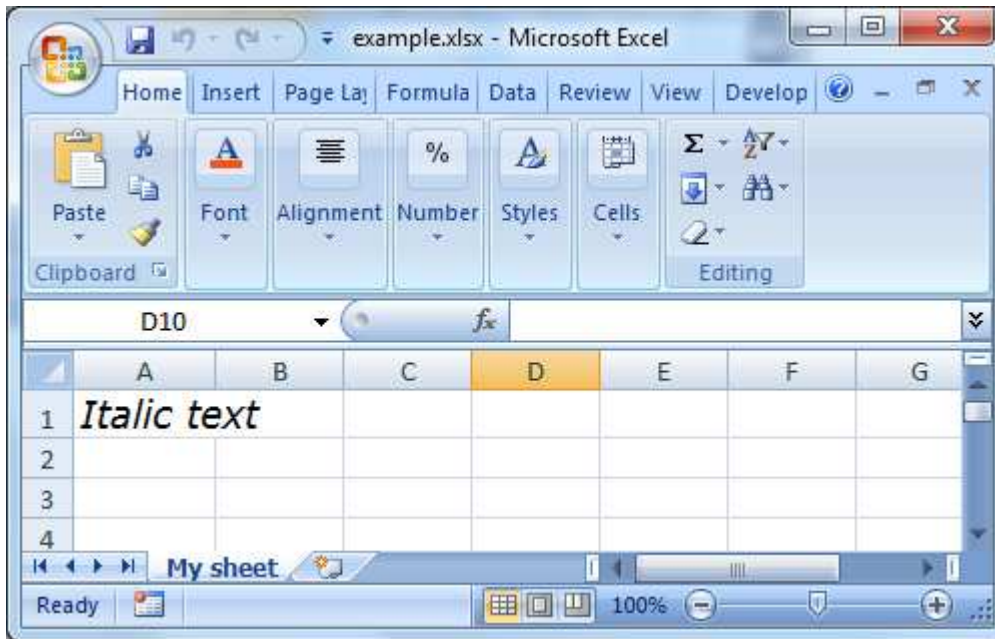 example.xlsx - Microsoft Excel
Home Insert Page Lay Formula Data Review View Develop
Paste Font Alignment Number Styles Cells
Clipboard Editing
D10 fx
A B C D E F G
1 Italic text
2
3
4
My sheet
Ready 100%